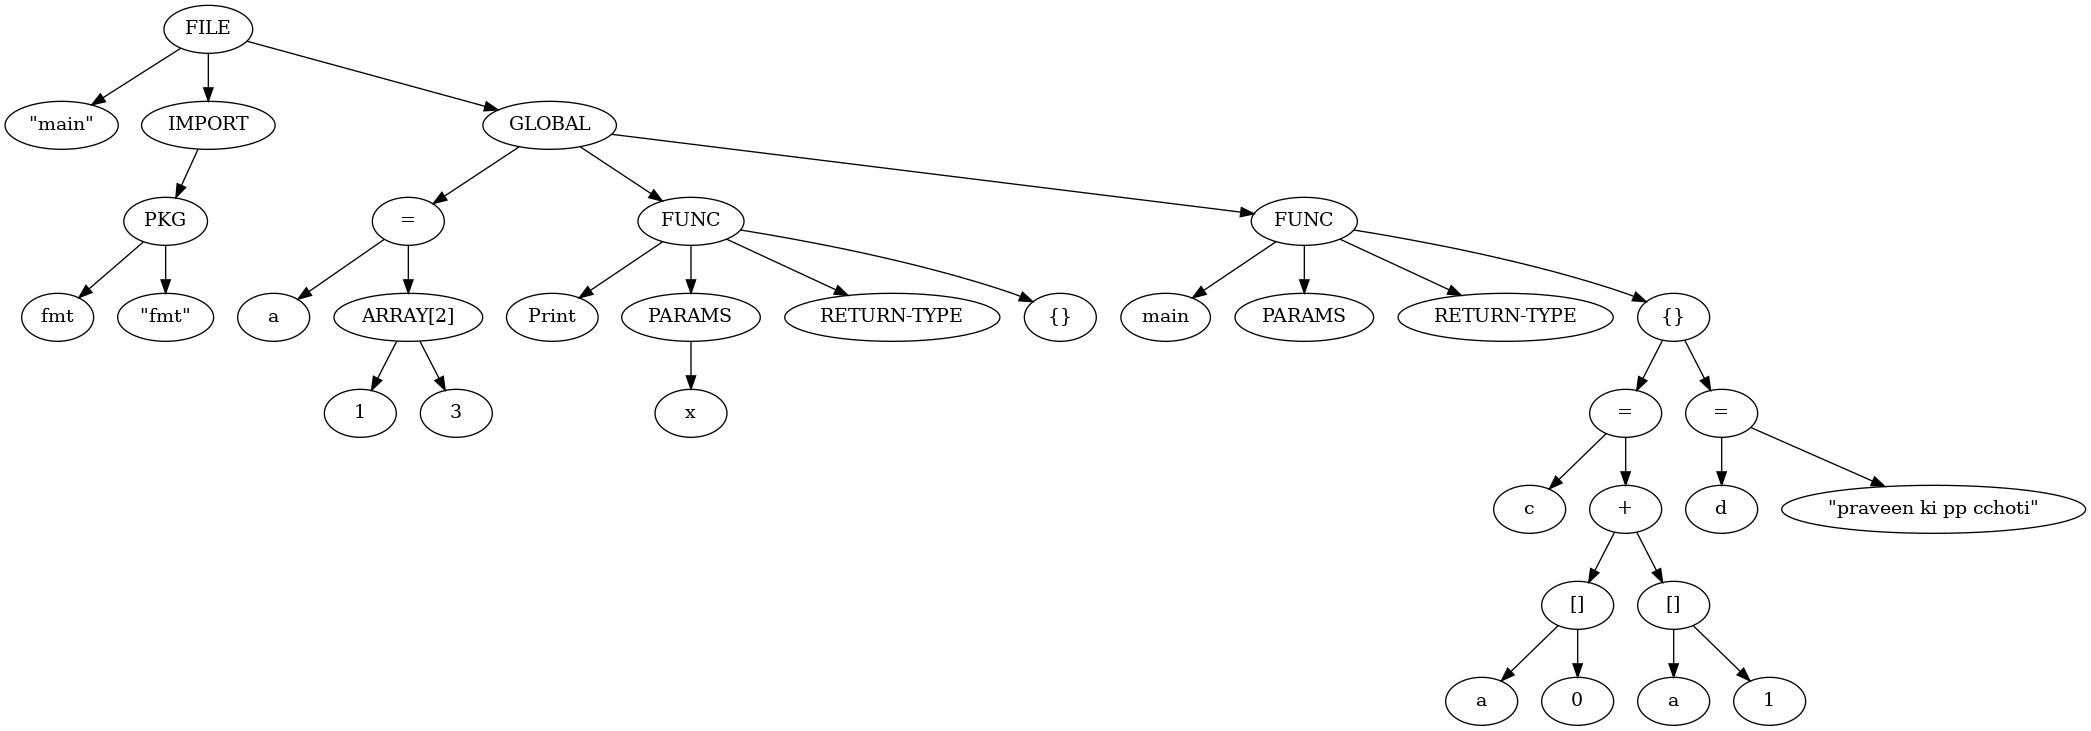 FILE
"main" IMPORT GLOBAL
PKG = FUNC FUNC
fmt "fmt" a ARRAY[2] Print PARAMS RETURN-TYPE {} main PARAMS RETURN-TYPE {}
1 3 x = =
c + d "praveen ki pp cchoti"
[] []
a 0 a 1